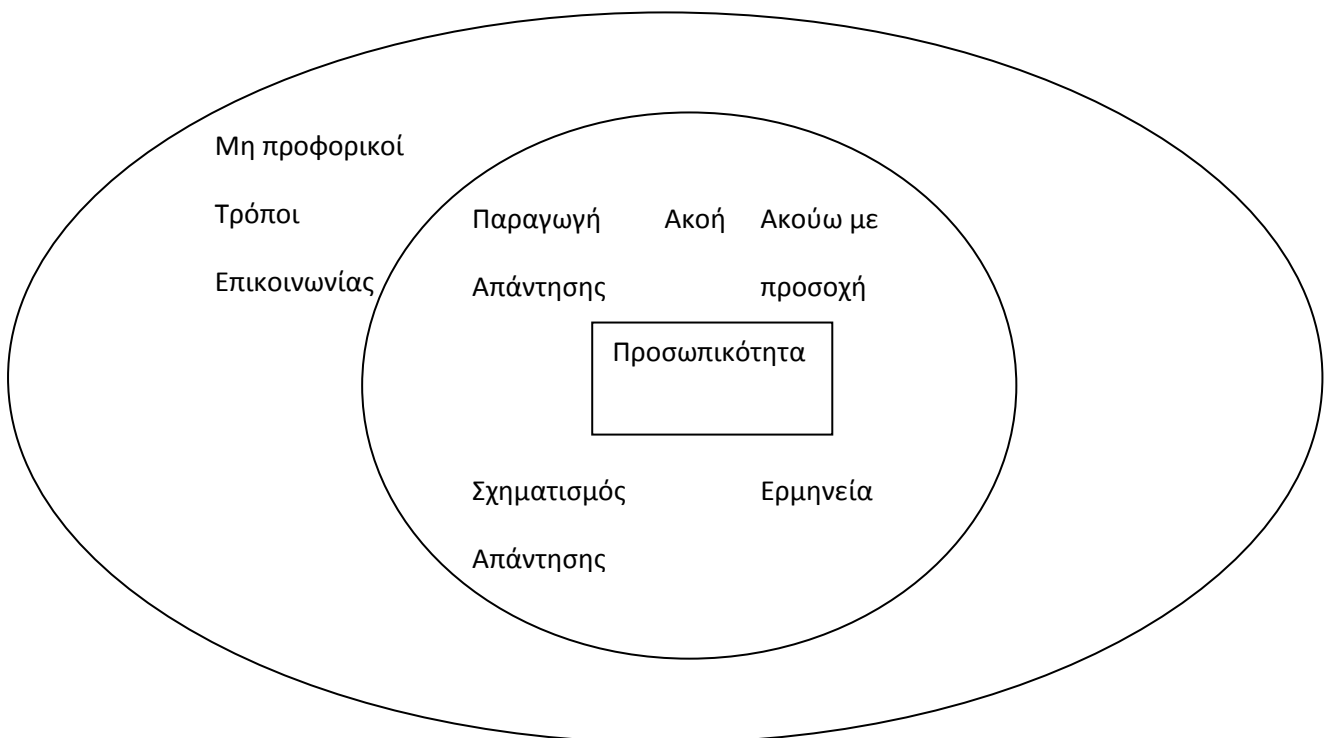 Μη προφορικοί
Τρόποι
Επικοινωνίας
Παραγωγή Ακοή Ακούω με
Απάντησης προσοχή
Προσωπικότητα
Σχηματισμός Ερμηνεία
Απάντησης